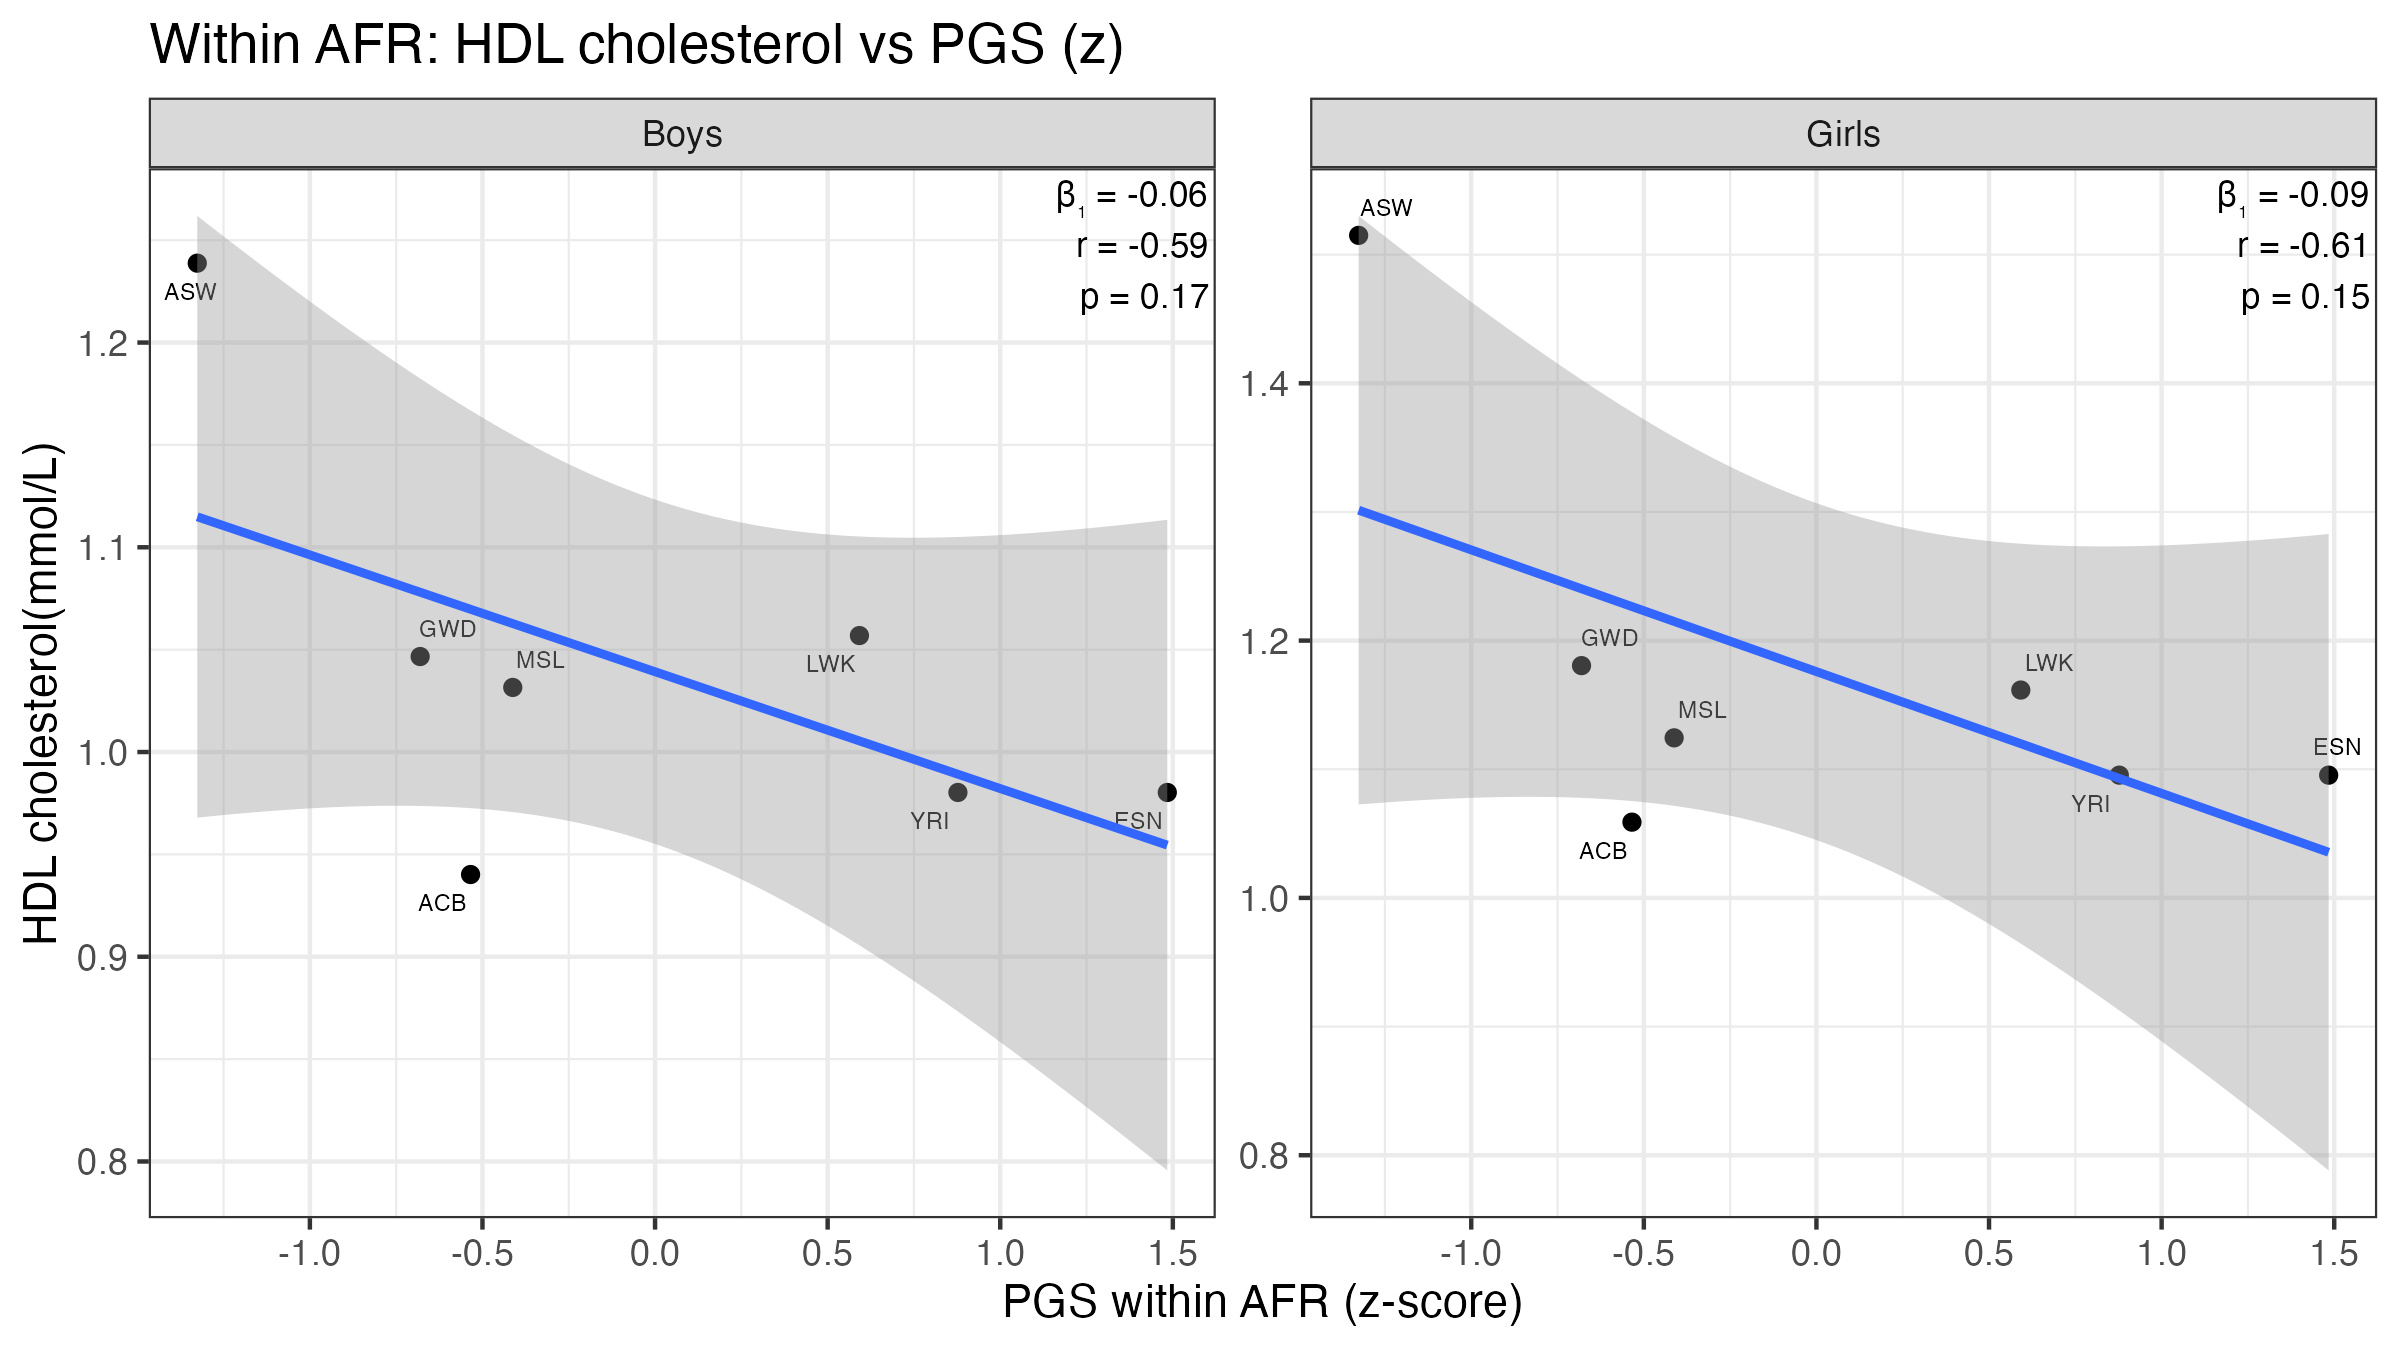 Within AFR: HDL cholesterol vs PGS (z)
Boys
Girls
β₁ = -0.06
r = -0.59
p = 0.17
β₁ = -0.09
r = -0.61
p = 0.15
HDL cholesterol(mmol/L)
1.2
1.1
1.0
0.9
0.8
ASW
GWD
MSL
LWK
YRI
ESN
ACB
-1.0 -0.5 0.0 0.5 1.0 1.5
1.4
1.2
1.0
0.8
ASW
GWD
LWK
MSL
ESN
YRI
ACB
-1.0 -0.5 0.0 0.5 1.0 1.5
PGS within AFR (z-score)